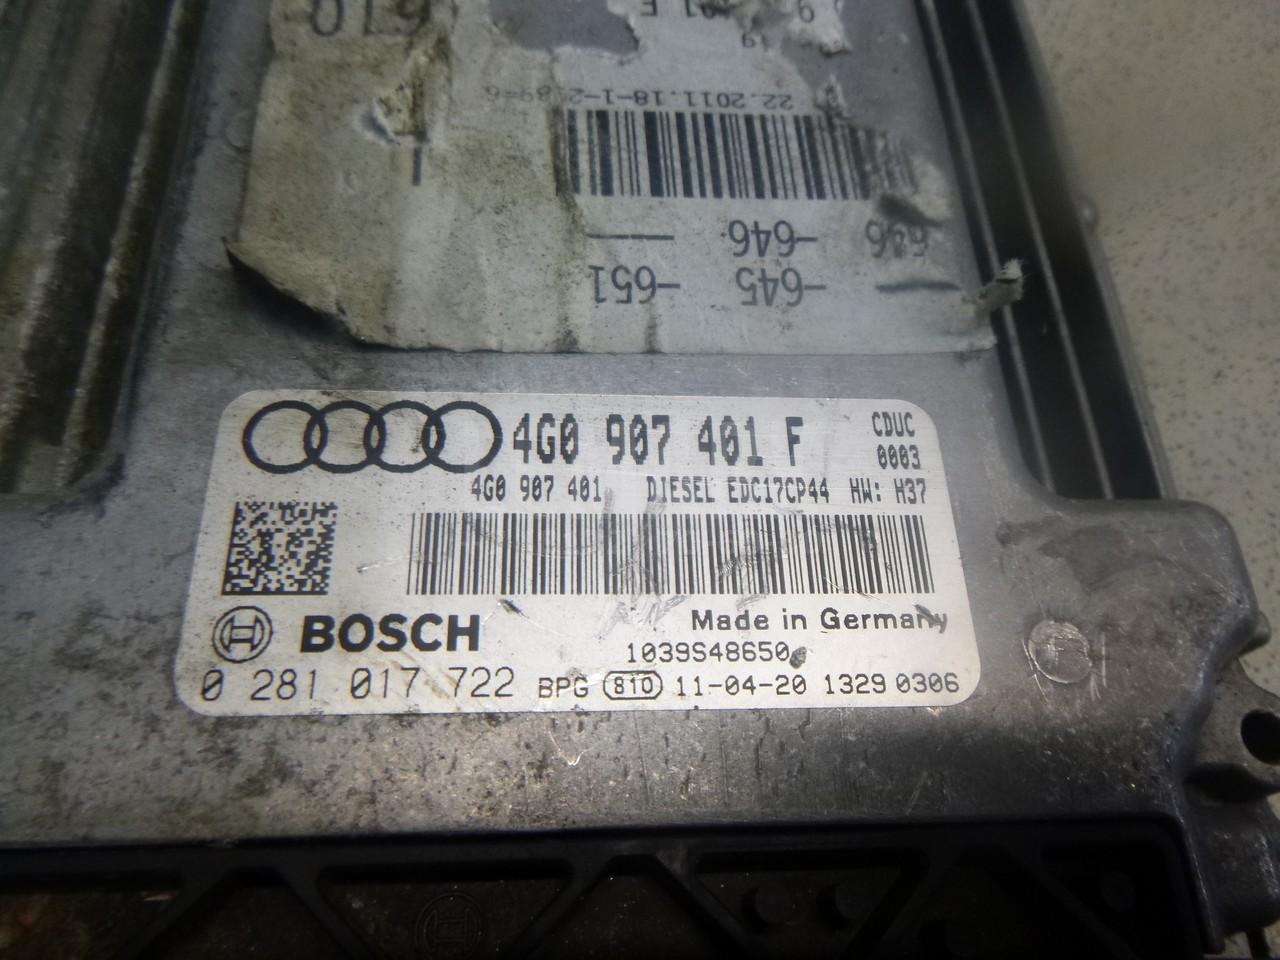 22.2011.18-1-2
646 -646 —
-645 -651
4G0 907 401 F
CDUC
0003
4G0 907 401 DIESEL EDC17CP44 HW: H37
BOSCH
Made in Germany
1039S48650
0 281 017 722 BPG 810 11-04-20 1329 0306